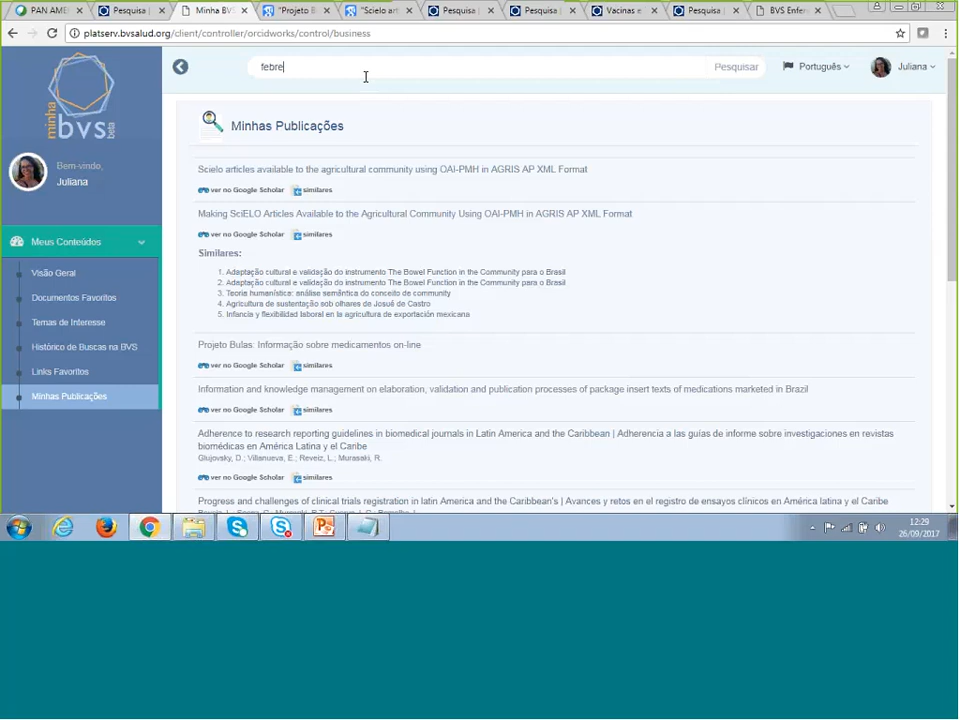 PAN AME
Pesquisa |
Minha BVS
"Projeto B
"Scielo art
Pesquisa |
Pesquisa |
Vacinas e
Pesquisa |
BVS Enfe
platserv.bvsalud.org/client/controller/orcidworks/control/business
febre
Pesquisar
Português
Juliana
minha bvs beta
Bem-vindo,
Juliana
Meus Conteúdos
Visão Geral
Documentos Favoritos
Temas de Interesse
Histórico de Buscas na BVS
Links Favoritos
Minhas Publicações
Minhas Publicações
Scielo articles available to the agricultural community using OAI-PMH in AGRIS AP XML Format
ver no Google Scholar similares
Making SciELO Articles Available to the Agricultural Community Using OAI-PMH in AGRIS AP XML Format
ver no Google Scholar similares
Similares:
1. Adaptação cultural e validação do instrumento The Bowel Function in the Community para o Brasil
2. Adaptação cultural e validação do instrumento The Bowel Function in the Community para o Brasil
3. Teoria humanística: análise semântica do conceito de community
4. Agricultura de sustentação sob olhares de Josué de Castro
5. Infancia y flexibilidad laboral en la agricultura de exportación mexicana
Projeto Bulas: Informação sobre medicamentos on-line
ver no Google Scholar similares
Information and knowledge management on elaboration, validation and publication processes of package insert texts of medications marketed in Brazil
ver no Google Scholar similares
Adherence to research reporting guidelines in biomedical journals in Latin America and the Caribbean | Adherencia a las guías de informe sobre investigaciones en revistas
biomédicas en América Latina y el Caribe
Glujovsky, D.; Villanueva, E.; Reveiz, L.; Murasaki, R.
ver no Google Scholar similares
Progress and challenges of clinical trials registration in latin America and the Caribbean's | Avances y retos en el registro de ensayos clínicos en América latina y el Caribe
12:29
26/09/2017